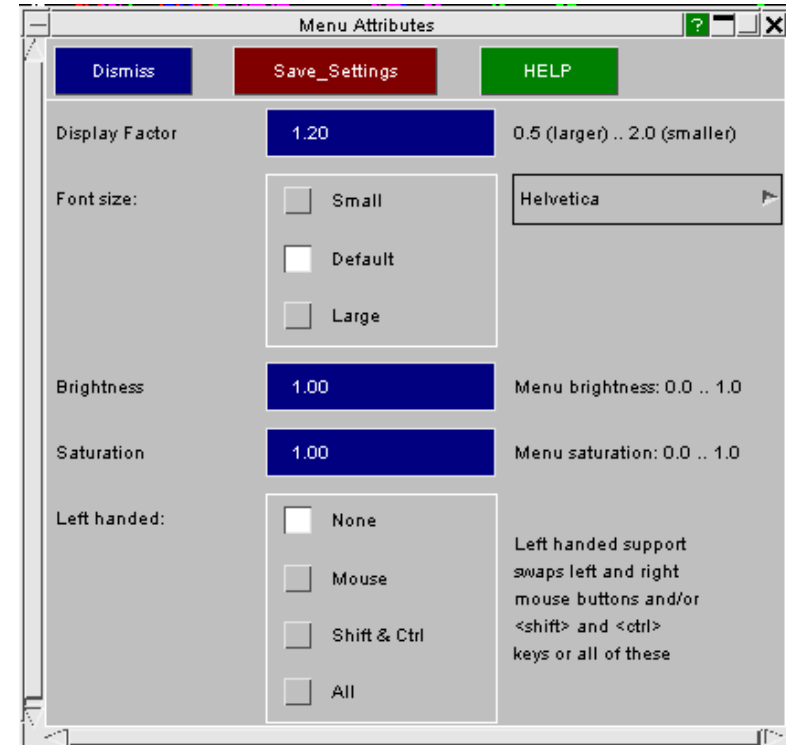 Menu Attributes
?
Dismiss Save_Settings HELP
Display Factor 1.20 0.5 (larger) .. 2.0 (smaller)
Font size: Small Helvetica
Default
Large
Brightness 1.00 Menu brightness: 0.0 .. 1.0
Saturation 1.00 Menu saturation: 0.0 .. 1.0
Left handed: None
Mouse
Shift & Ctrl
All
Left handed support
swaps left and right
mouse buttons and/or
<shift> and <ctrl>
keys or all of these